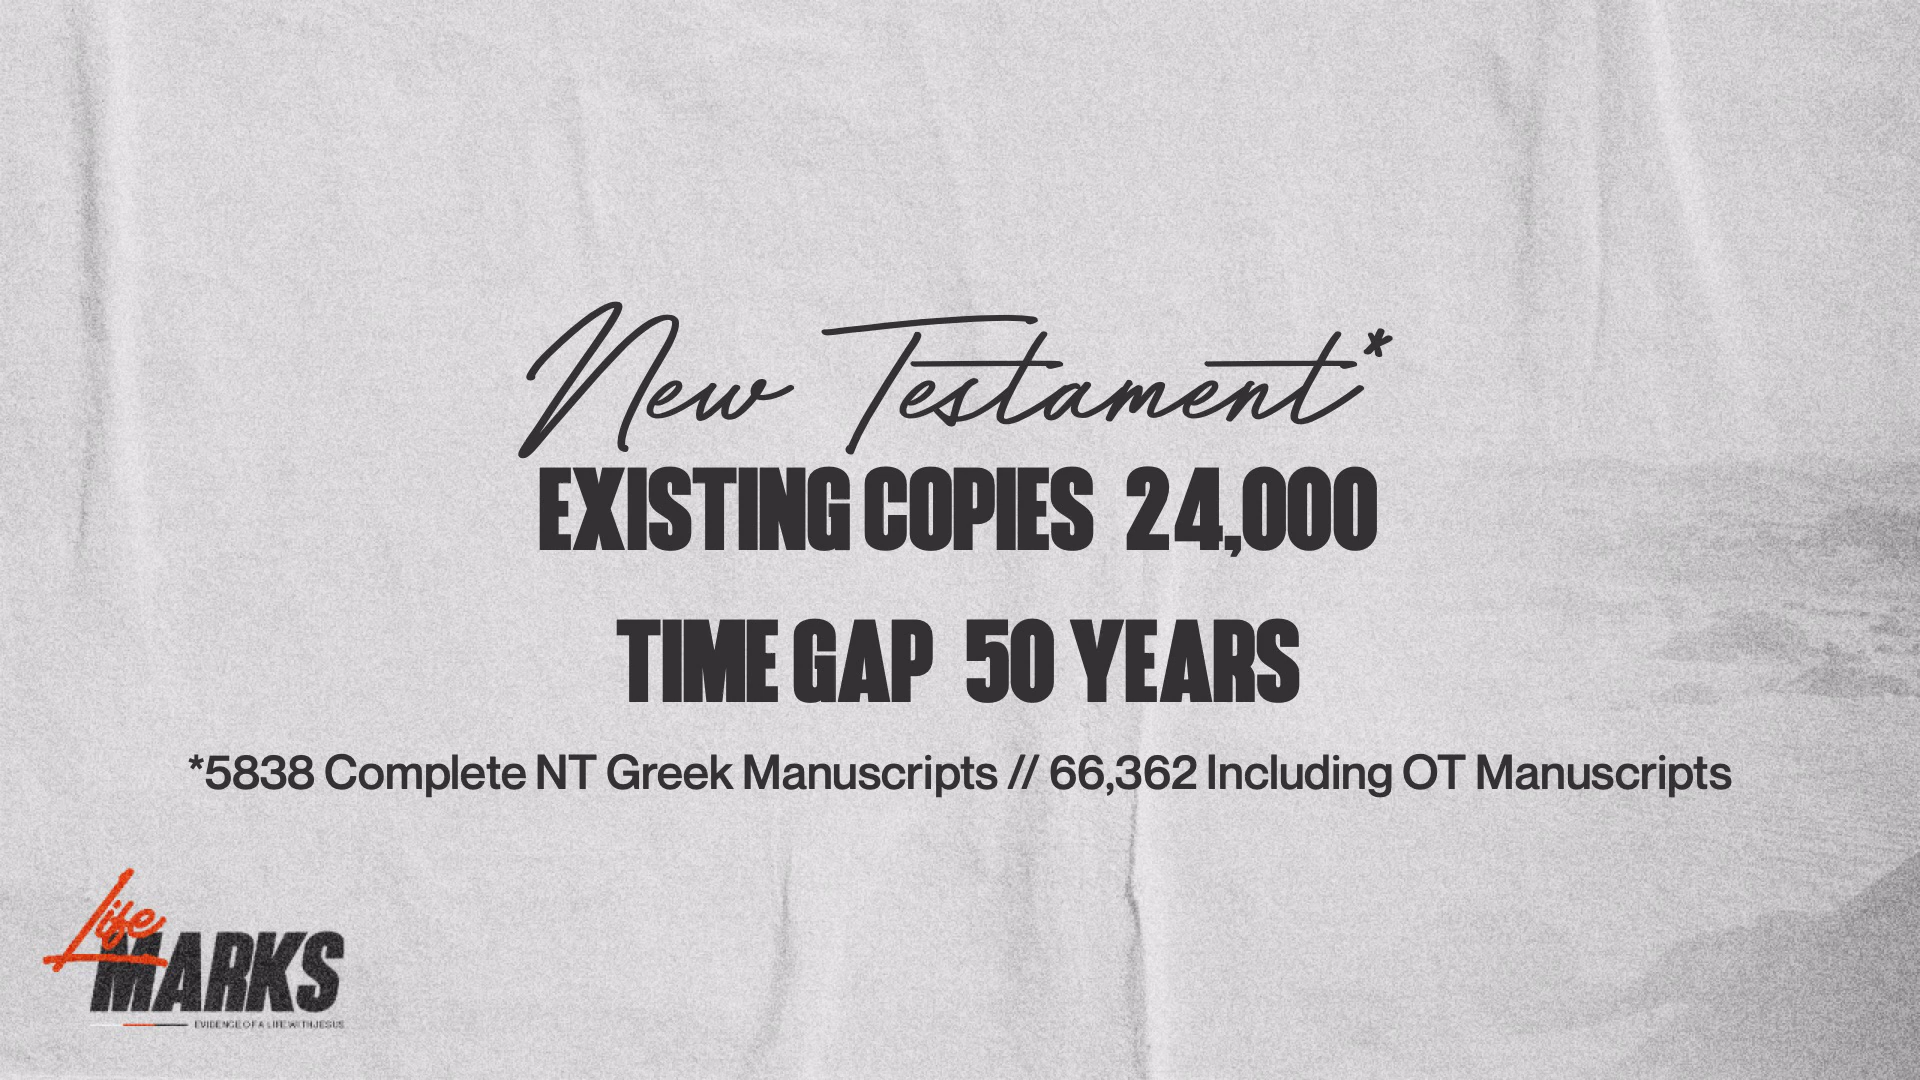 New Testament*
EXISTING COPIES 24,000
TIME GAP 50 YEARS
*5838 Complete NT Greek Manuscripts // 66,362 Including OT Manuscripts
Life
MARKS
EVIDENCE OF A LIFE WITH JESUS